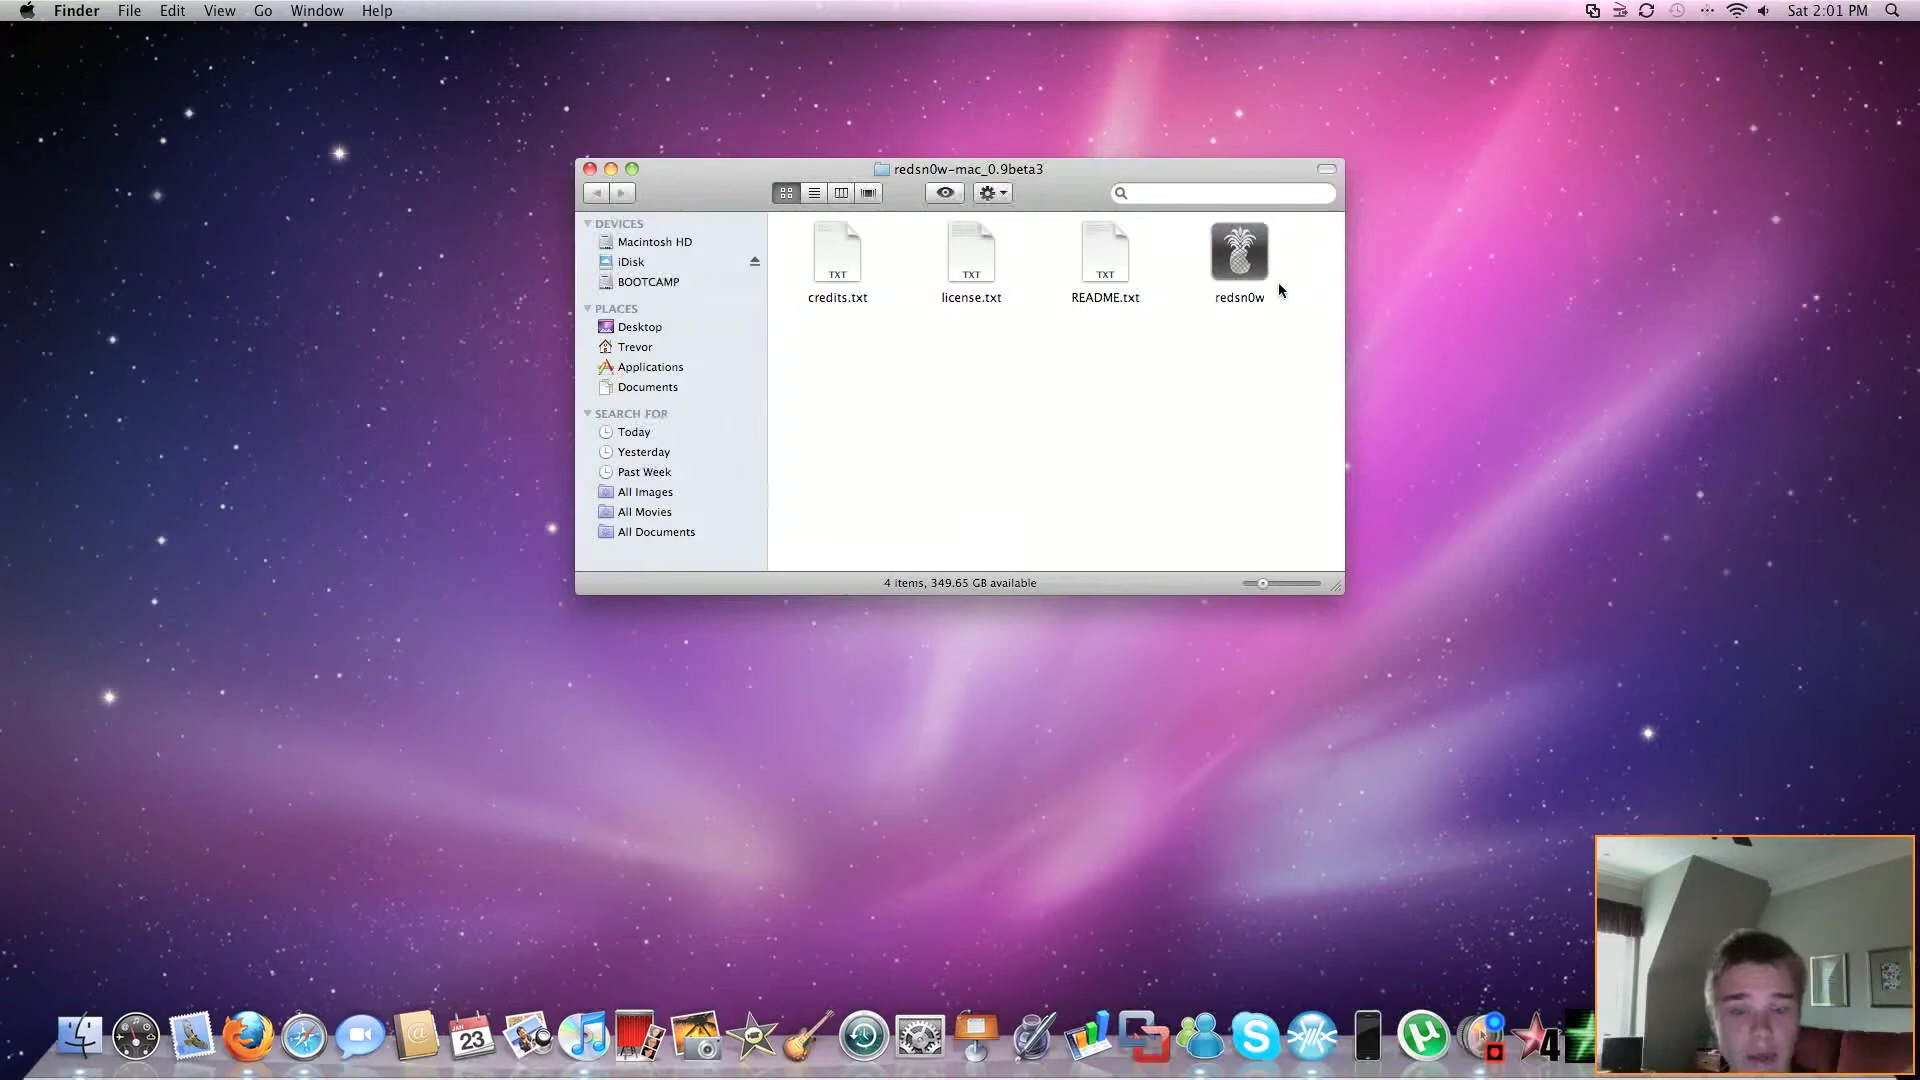 Finder File Edit View Go Window Help Sat 2:01 PM
redsn0w-mac_0.9beta3
DEVICES
Macintosh HD
iDisk
BOOTCAMP
PLACES
Desktop
Trevor
Applications
Documents
SEARCH FOR
Today
Yesterday
Past Week
All Images
All Movies
All Documents
TXT TXT TXT
credits.txt license.txt README.txt redsn0w
4 items, 349.65 GB available
JAN
23
4